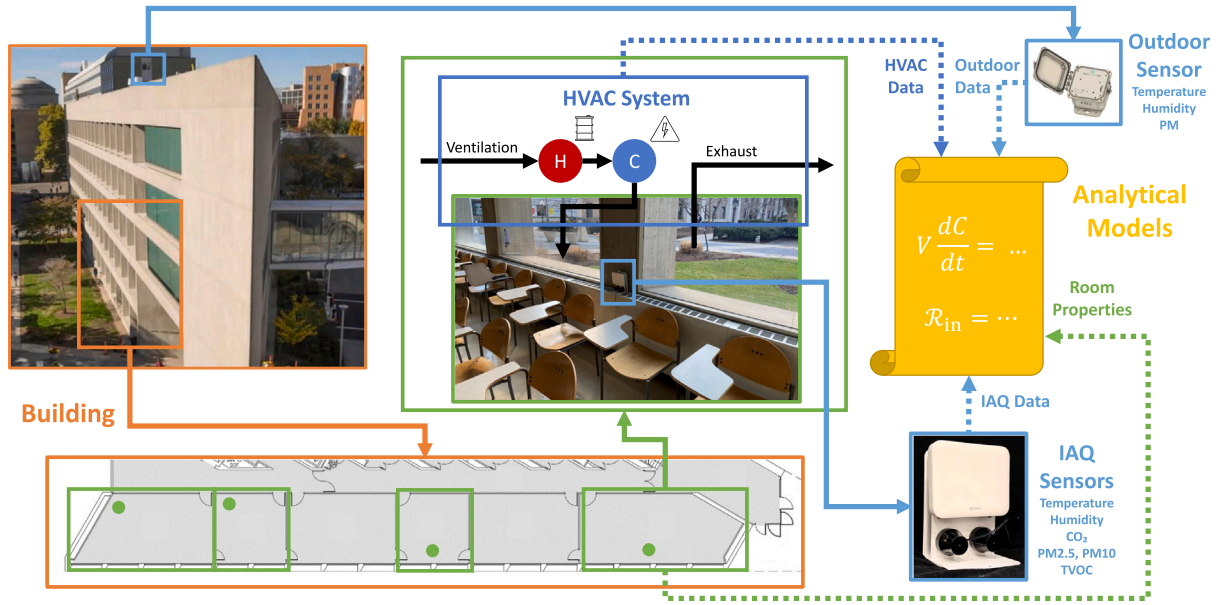 Outdoor
Sensor
Temperature
Humidity
PM
HVAC
Data
Outdoor
Data
HVAC System
Ventilation
H
C
Exhaust
Analytical
Models
V dC/dt = ...
ℛin = ⋯
Room
Properties
Building
IAQ Data
IAQ
Sensors
Temperature
Humidity
CO₂
PM2.5, PM10
TVOC